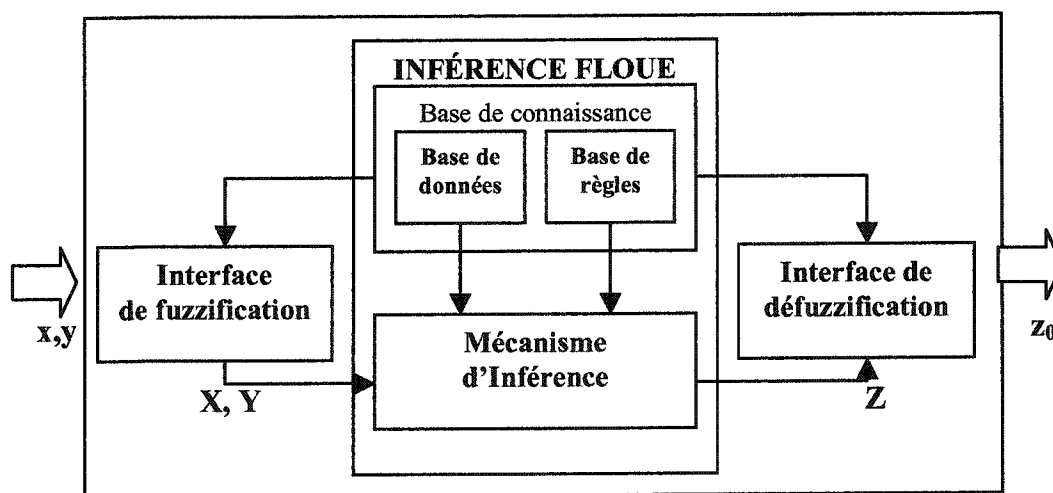 INFÉRENCE FLOUE
Base de connaissance
Base de
données
Base de
règles
Interface
de fuzzification
Interface de
défuzzification
x,y
z₀
Mécanisme
d'Inférence
X, Y
Z